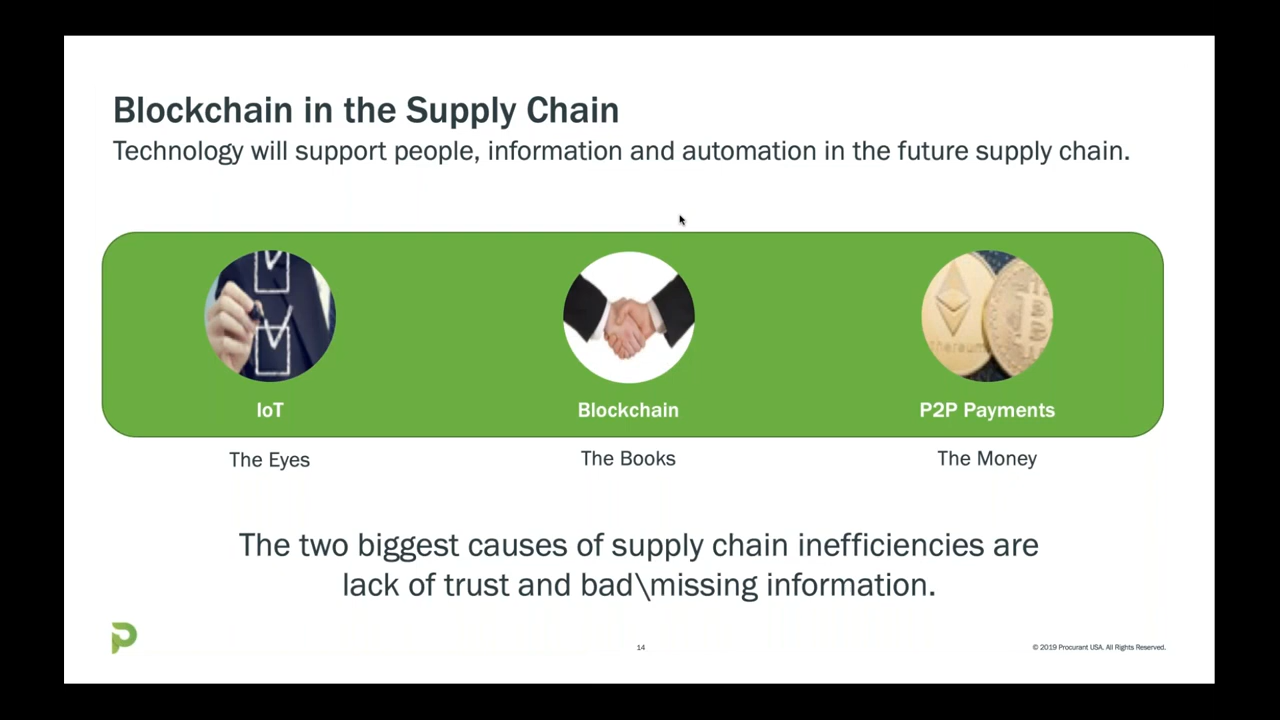 Blockchain in the Supply Chain
Technology will support people, information and automation in the future supply chain.
IoT
Blockchain
P2P Payments
The Eyes
The Books
The Money
The two biggest causes of supply chain inefficiencies are
lack of trust and bad\missing information.
14
© 2019 Procurant USA. All Rights Reserved.